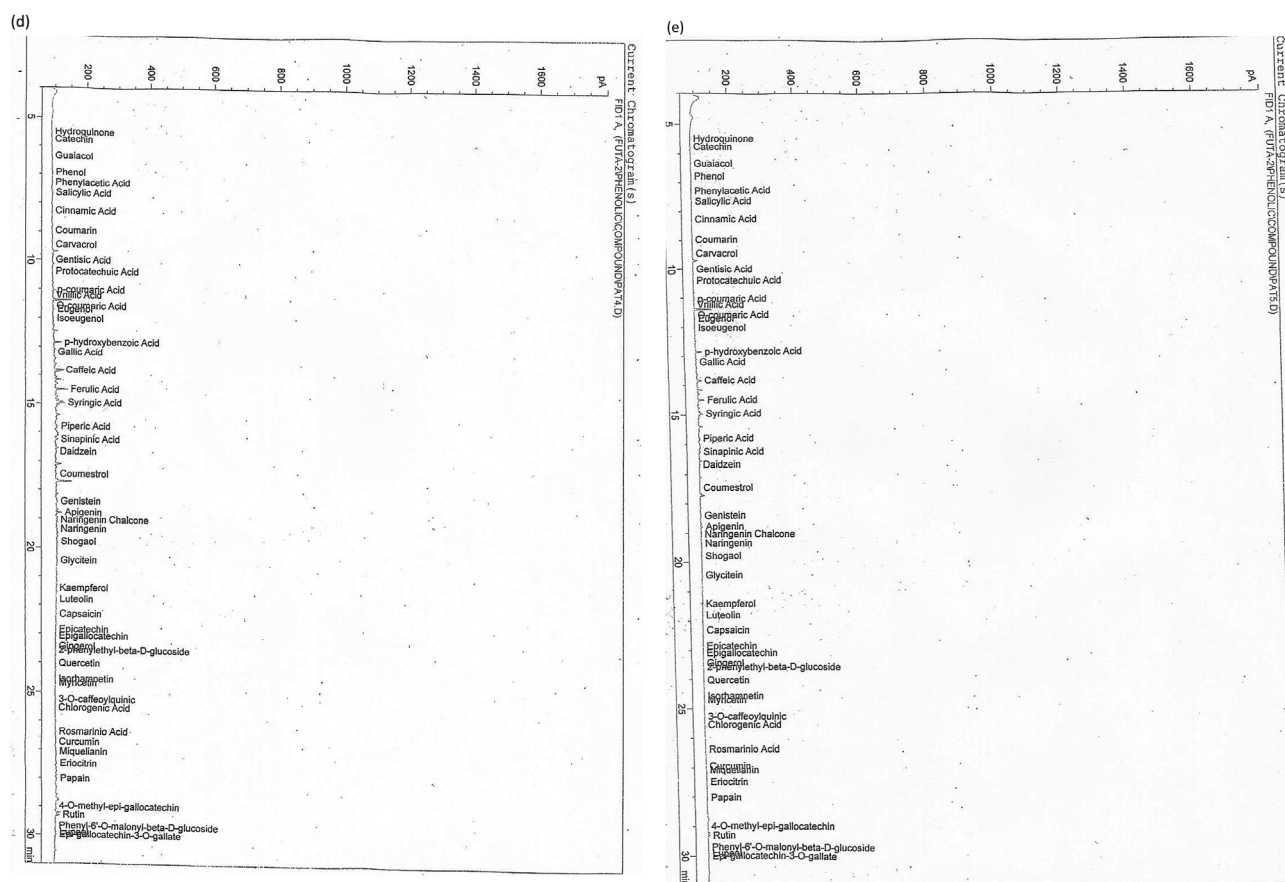 (d)
Current Chromatogram(s)
FID1 A, (FUTA-2\PHENOLIC\COMPOUND\PAT4.D)
pA
1600
1400
1200
1000
800
600
400
200
5
10
15
20
25
30
min
Hydroquinone
Catechin
Guaiacol
Phenol
Phenylacetic Acid
Salicylic Acid
Cinnamic Acid
Coumarin
Carvacrol
Gentisic Acid
Protocatechuic Acid
p-coumaric Acid
Vnillic Acid
O-coumaric Acid
Eugenol
Isoeugenol
p-hydroxybenzoic Acid
Gallic Acid
Caffeic Acid
Ferulic Acid
Syringic Acid
Piperic Acid
Sinapinic Acid
Daidzein
Coumestrol
Genistein
Apigenin
Naringenin Chalcone
Naringenin
Shogaol
Glycitein
Kaempferol
Luteolin
Capsaicin
Epicatechin
Epigallocatechin
Gingerol
2-phenylethyl-beta-D-glucoside
Quercetin
Isorhamnetin
Myricetin
3-O-caffeoylquinic
Chlorogenic Acid
Rosmarinio Acid
Curcumin
Miquelianin
Eriocitrin
Papain
4-O-methyl-epi-gallocatechin
Rutin
Phenyl-6'-O-malonyl-beta-D-glucoside
Epi-gallocatechin-3-O-gallate
(e)
Current Chromatogram(s)
FID1 A, (FUTA-2\PHENOLIC\COMPOUND\PAT5.D)
pA
1600
1400
1200
1000
800
600
400
200
5
10
15
20
25
30
min
Hydroquinone
Catechin
Guaiacol
Phenol
Phenylacetic Acid
Salicylic Acid
Cinnamic Acid
Coumarin
Carvacrol
Gentisic Acid
Protocatechuic Acid
p-coumaric Acid
Vnillic Acid
O-coumaric Acid
Eugenol
Isoeugenol
p-hydroxybenzoic Acid
Gallic Acid
Caffeic Acid
Ferulic Acid
Syringic Acid
Piperic Acid
Sinapinic Acid
Daidzein
Coumestrol
Genistein
Apigenin
Naringenin Chalcone
Naringenin
Shogaol
Glycitein
Kaempferol
Luteolin
Capsaicin
Epicatechin
Epigallocatechin
Gingerol
2-phenylethyl-beta-D-glucoside
Quercetin
Isorhamnetin
Myricetin
3-O-caffeoylquinic
Chlorogenic Acid
Rosmarinio Acid
Curcumin
Miquelianin
Eriocitrin
Papain
4-O-methyl-epi-gallocatechin
Rutin
Phenyl-6'-O-malonyl-beta-D-glucoside
Epi-gallocatechin-3-O-gallate